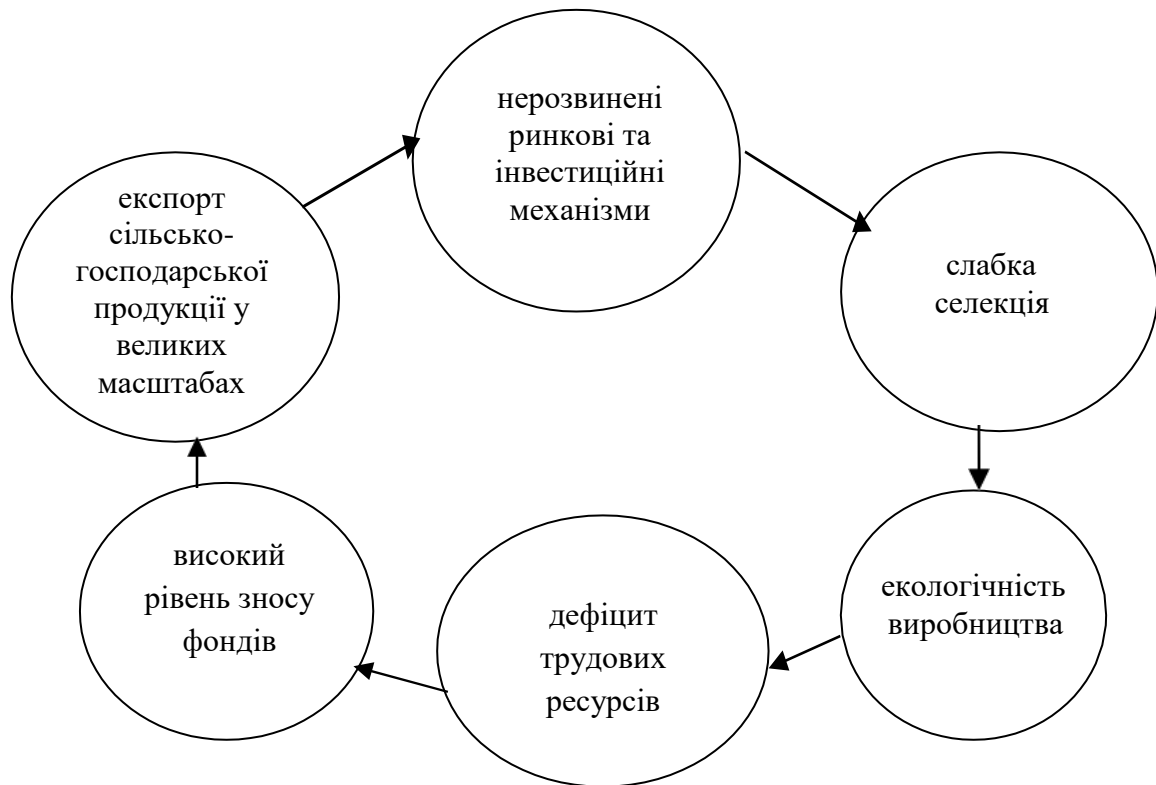 нерозвинені
ринкові та
інвестиційні
механізми
слабка
селекція
екологічність
виробництва
дефіцит
трудових
ресурсів
високий
рівень зносу
фондів
експорт
сільсько-
господарської
продукції у
великих
масштабах